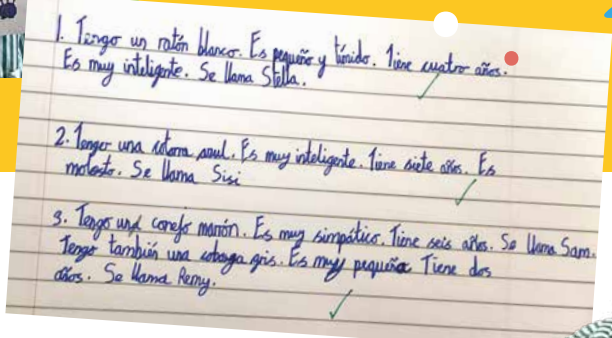 1. Tengo un ratón blanco. Es pequeño y tímido. Tiene cuatro años.
Es muy inteligente. Se llama Stella.
2. Tenger una cotorra azul. Es muy inteligente. Tiene siete años. Es
molesto. Se llama Sisi
3. Tengo und conejo marrón. Es muy simpático. Tiene seis años. Se llama Sam.
Tengo también una cobaya gris. Es muy pequeña Tiene dos
años. Se llama Remy.